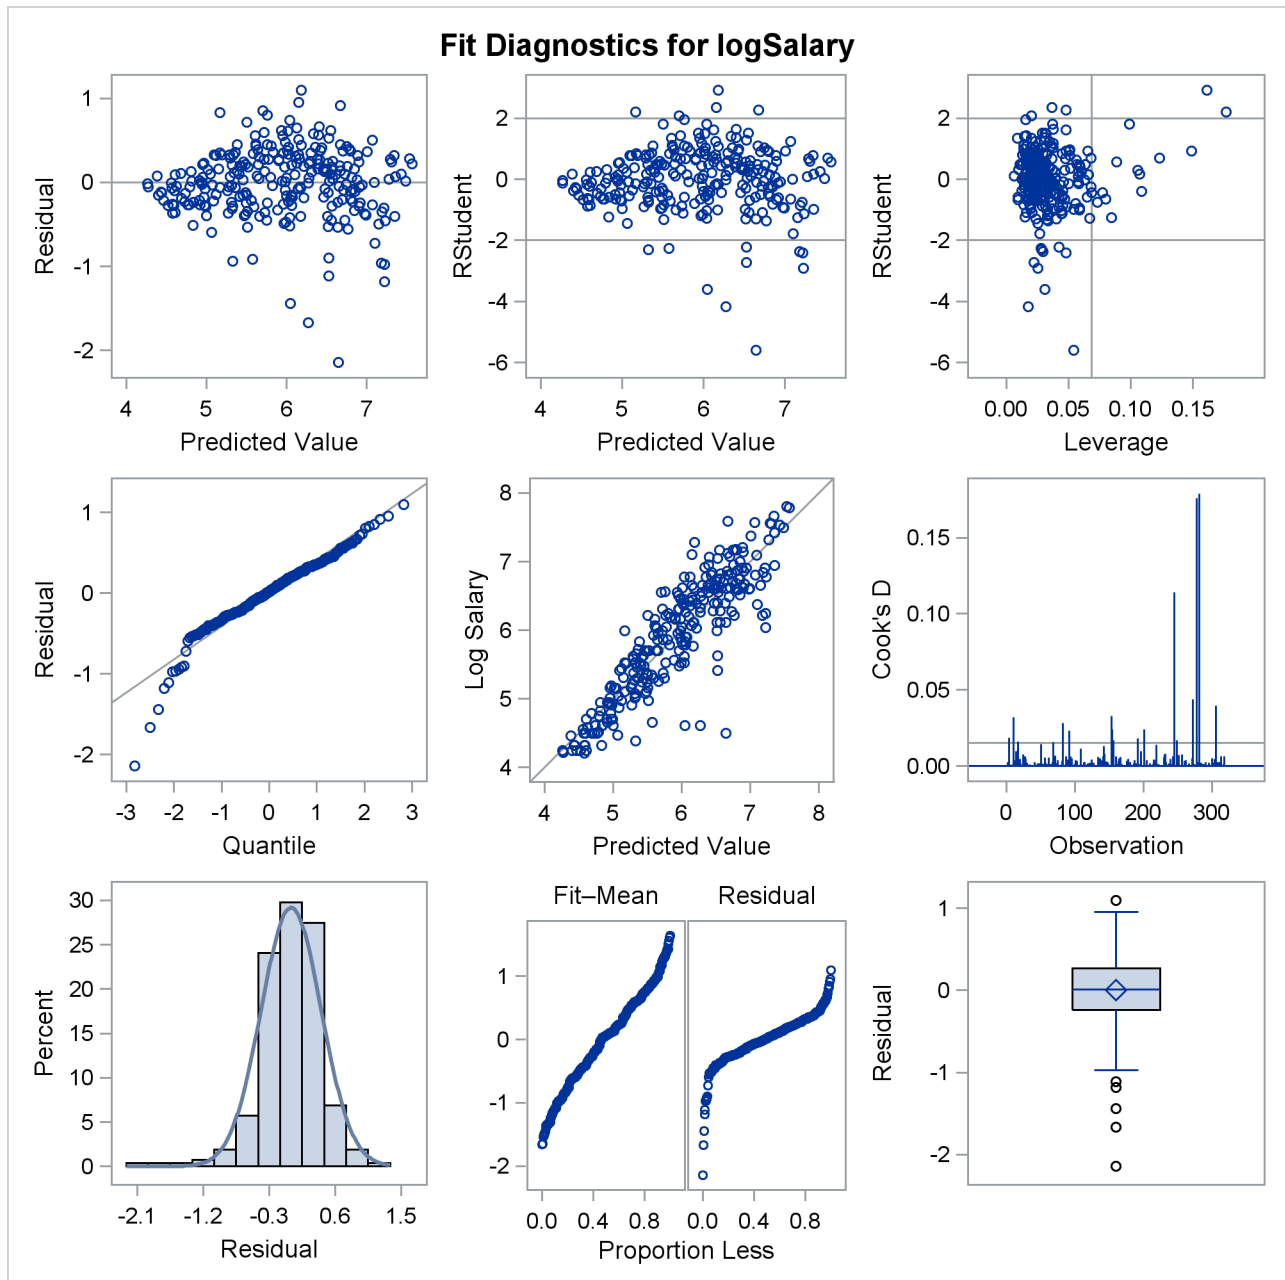 Fit Diagnostics for logSalary
1
0
-1
-2
Residual
4 5 6 7
Predicted Value
2
0
-2
-4
-6
RStudent
4 5 6 7
Predicted Value
2
0
-2
-4
-6
RStudent
0.00 0.05 0.10 0.15
Leverage
1
0
-1
-2
Residual
-3 -2 -1 0 1 2 3
Quantile
8
7
6
5
4
Log Salary
4 5 6 7 8
Predicted Value
0.15
0.10
0.05
0.00
Cook's D
0 100 200 300
Observation
30
25
20
15
10
5
0
Percent
-2.1 -1.2 -0.3 0.6 1.5
Residual
Fit–Mean Residual
1
0
-1
-2
0.0 0.4 0.8 0.0 0.4 0.8
Proportion Less
1
0
-1
-2
Residual